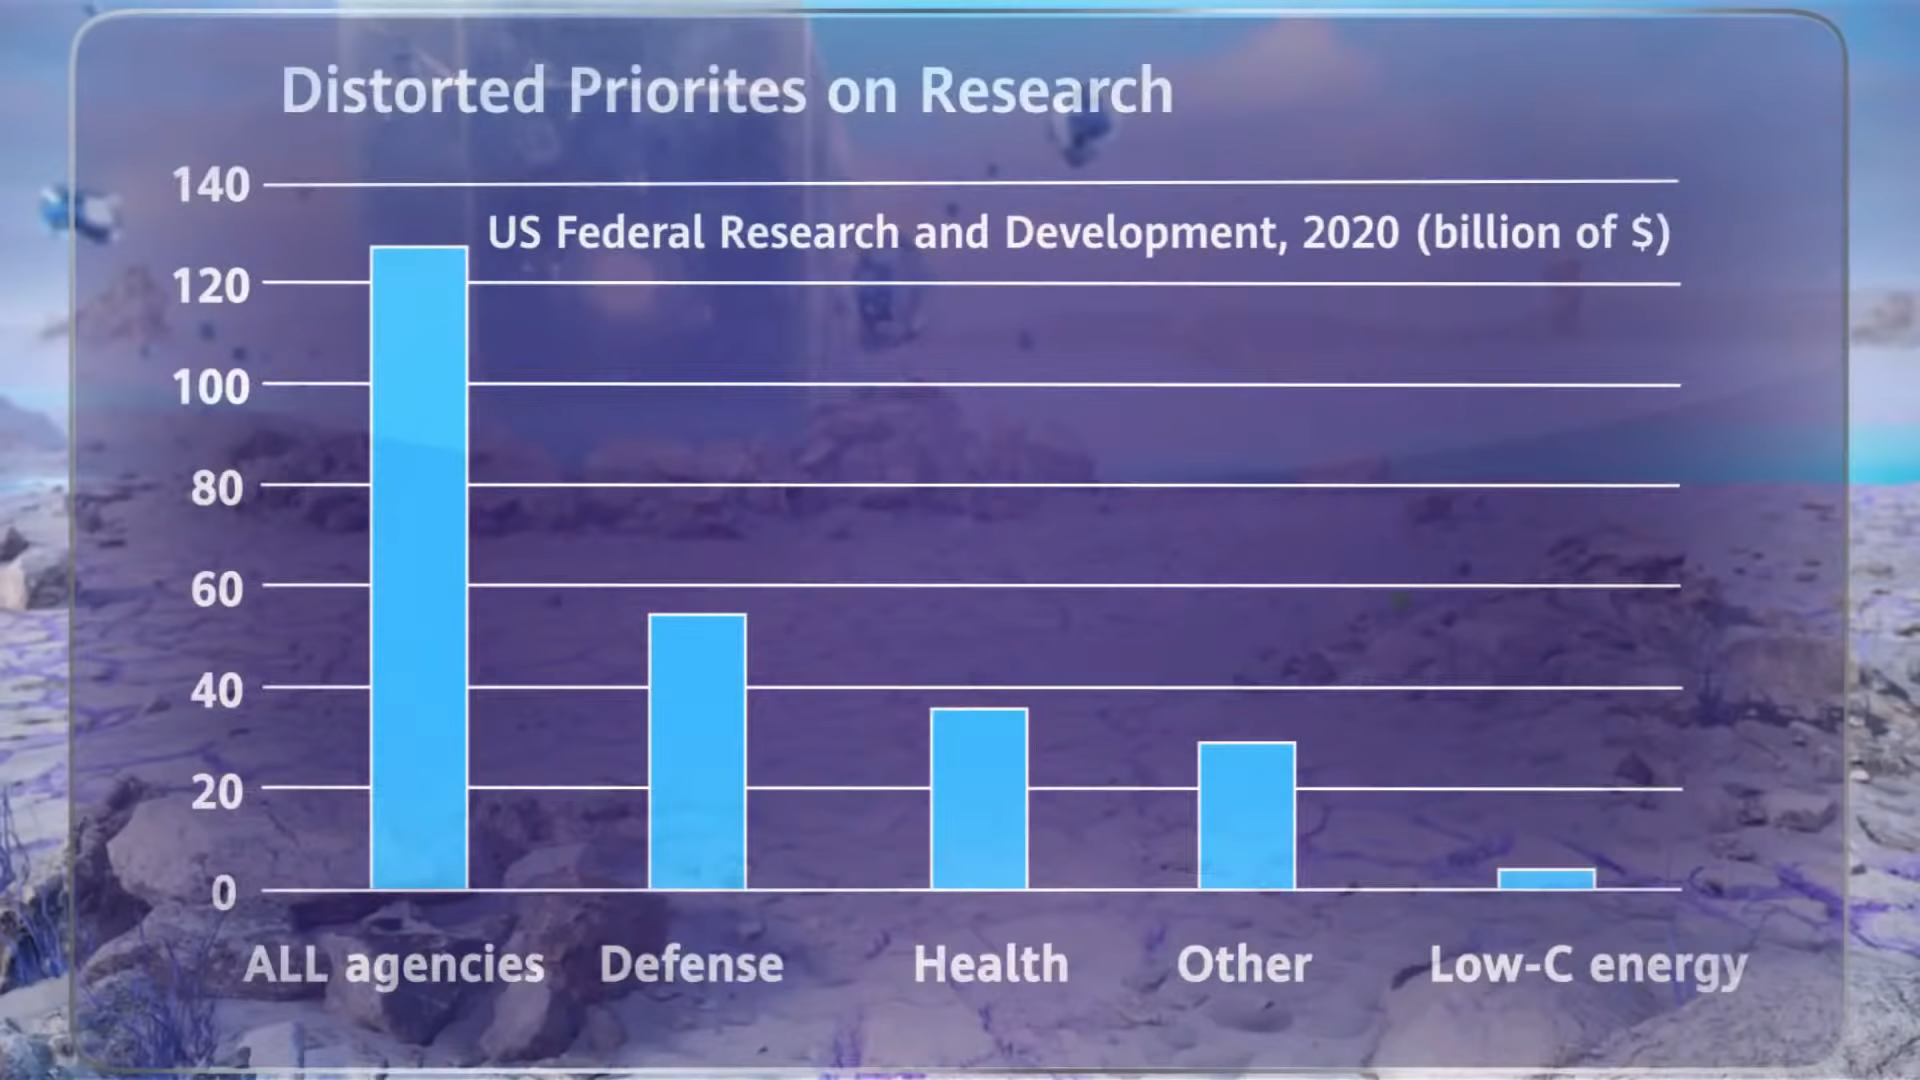 Distorted Priorites on Research
140
US Federal Research and Development, 2020 (billion of $)
120
100
80
60
40
20
0
ALL agencies Defense Health Other Low-C energy